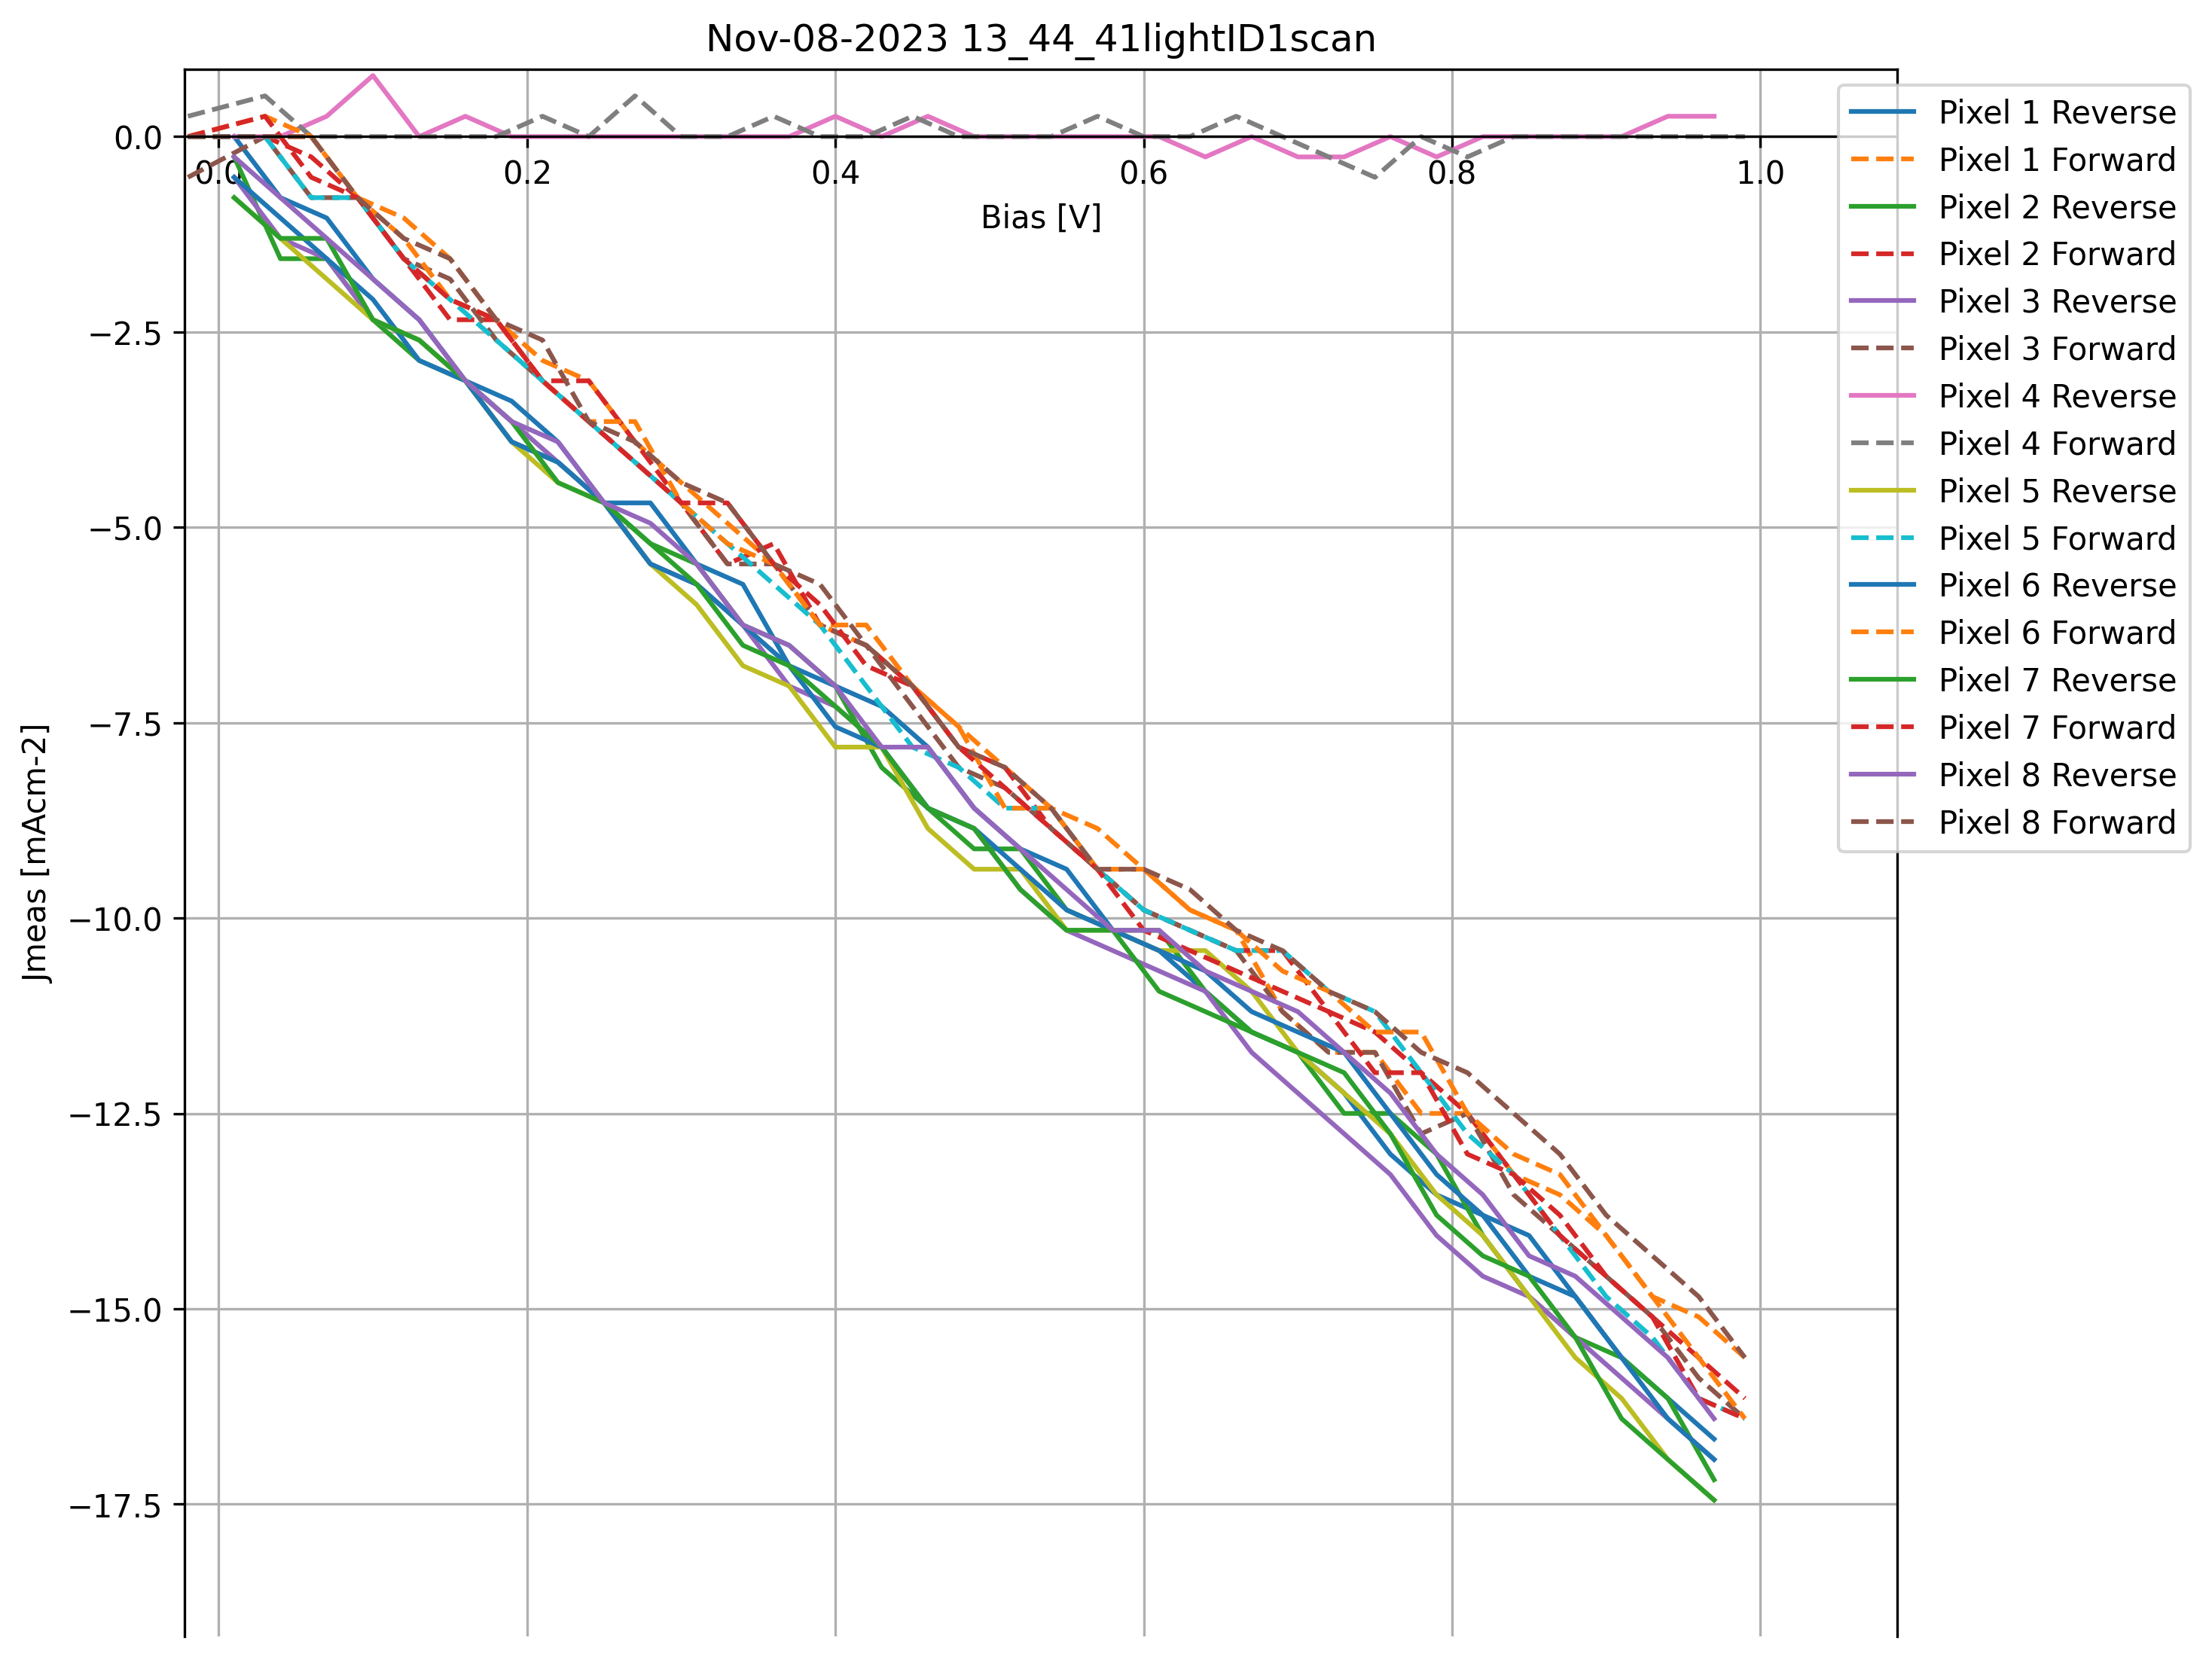 Nov-08-2023 13_44_41lightID1scan
0.0
−2.5
−5.0
−7.5
−10.0
−12.5
−15.0
−17.5
Jmeas [mAcm-2]
0.0 0.2 0.4 0.6 0.8 1.0
Bias [V]
Pixel 1 Reverse
Pixel 1 Forward
Pixel 2 Reverse
Pixel 2 Forward
Pixel 3 Reverse
Pixel 3 Forward
Pixel 4 Reverse
Pixel 4 Forward
Pixel 5 Reverse
Pixel 5 Forward
Pixel 6 Reverse
Pixel 6 Forward
Pixel 7 Reverse
Pixel 7 Forward
Pixel 8 Reverse
Pixel 8 Forward